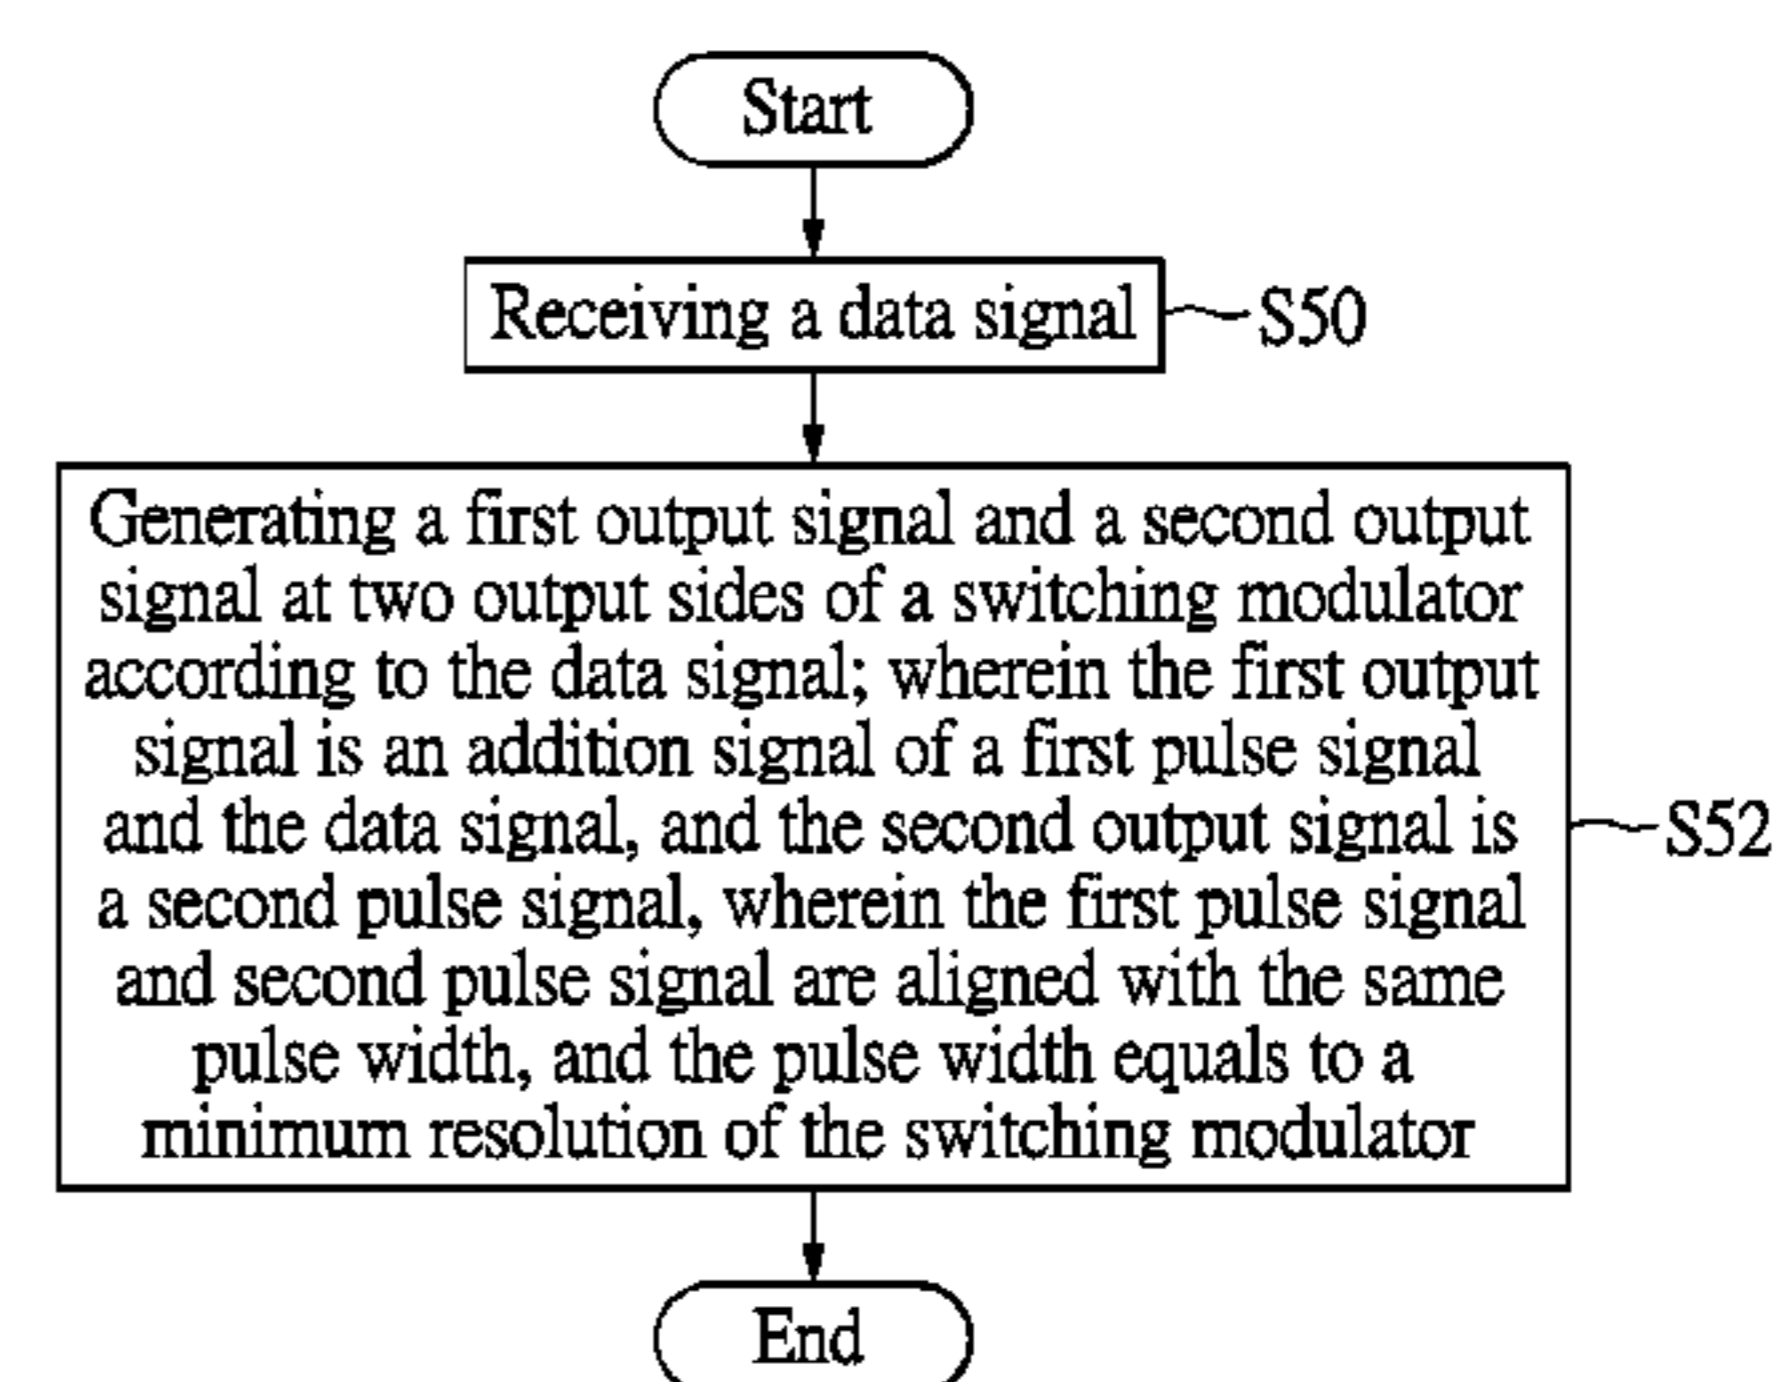 Start
Receiving a data signal
S50
Generating a first output signal and a second output
signal at two output sides of a switching modulator
according to the data signal; wherein the first output
signal is an addition signal of a first pulse signal
and the data signal, and the second output signal is
a second pulse signal, wherein the first pulse signal
and second pulse signal are aligned with the same
pulse width, and the pulse width equals to a
minimum resolution of the switching modulator
S52
End